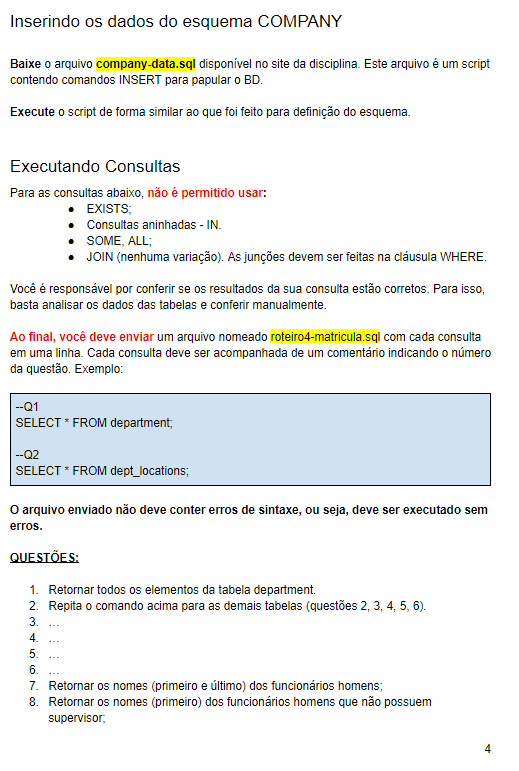 Inserindo os dados do esquema COMPANY
Baixe o arquivo company-data.sql disponível no site da disciplina. Este arquivo é um script
contendo comandos INSERT para papular o BD.
Execute o script de forma similar ao que foi feito para definição do esquema.
Executando Consultas
Para as consultas abaixo, não é permitido usar:
● EXISTS;
● Consultas aninhadas - IN.
● SOME, ALL;
● JOIN (nenhuma variação). As junções devem ser feitas na cláusula WHERE.
Você é responsável por conferir se os resultados da sua consulta estão corretos. Para isso,
basta analisar os dados das tabelas e conferir manualmente.
Ao final, você deve enviar um arquivo nomeado roteiro4-matricula.sql com cada consulta
em uma linha. Cada consulta deve ser acompanhada de um comentário indicando o número
da questão. Exemplo:
--Q1
SELECT * FROM department;
--Q2
SELECT * FROM dept_locations;
O arquivo enviado não deve conter erros de sintaxe, ou seja, deve ser executado sem
erros.
QUESTÕES:
1. Retornar todos os elementos da tabela department.
2. Repita o comando acima para as demais tabelas (questões 2, 3, 4, 5, 6).
3. …
4. …
5. …
6. …
7. Retornar os nomes (primeiro e último) dos funcionários homens;
8. Retornar os nomes (primeiro) dos funcionários homens que não possuem
supervisor;
4